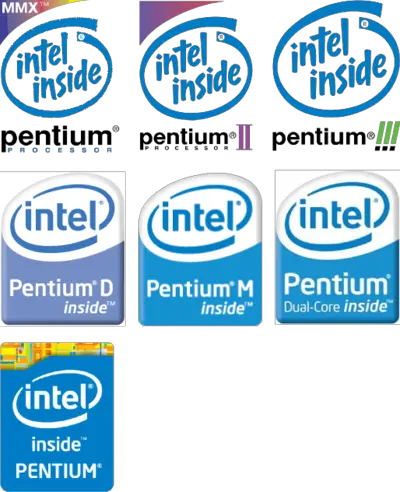 MMX™
intel®
inside
pentium®
PROCESSOR
intel®
inside
pentium® II
PROCESSOR
intel®
inside
pentium® !!!
intel®
Pentium® D
inside™
intel®
Pentium® M
inside™
intel®
Pentium®
Dual-Core inside™
intel®
inside™
PENTIUM®